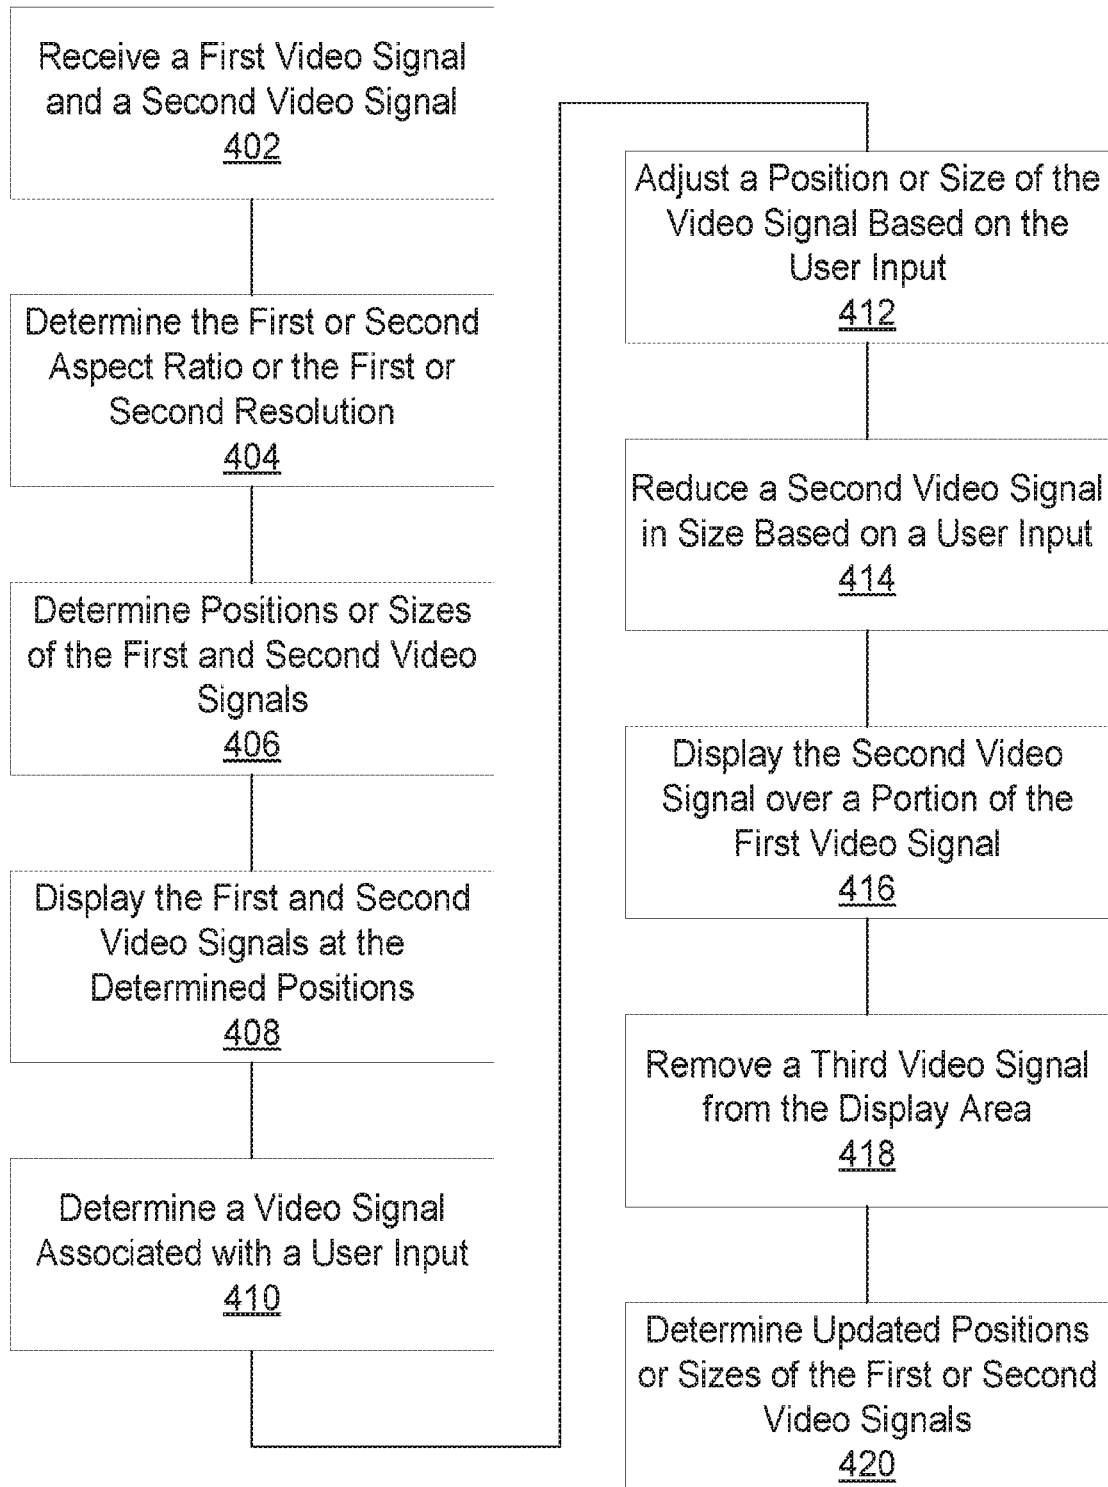 Receive a First Video Signal
and a Second Video Signal
402
Determine the First or Second
Aspect Ratio or the First or
Second Resolution
404
Determine Positions or Sizes
of the First and Second Video
Signals
406
Display the First and Second
Video Signals at the
Determined Positions
408
Determine a Video Signal
Associated with a User Input
410
Adjust a Position or Size of the
Video Signal Based on the
User Input
412
Reduce a Second Video Signal
in Size Based on a User Input
414
Display the Second Video
Signal over a Portion of the
First Video Signal
416
Remove a Third Video Signal
from the Display Area
418
Determine Updated Positions
or Sizes of the First or Second
Video Signals
420